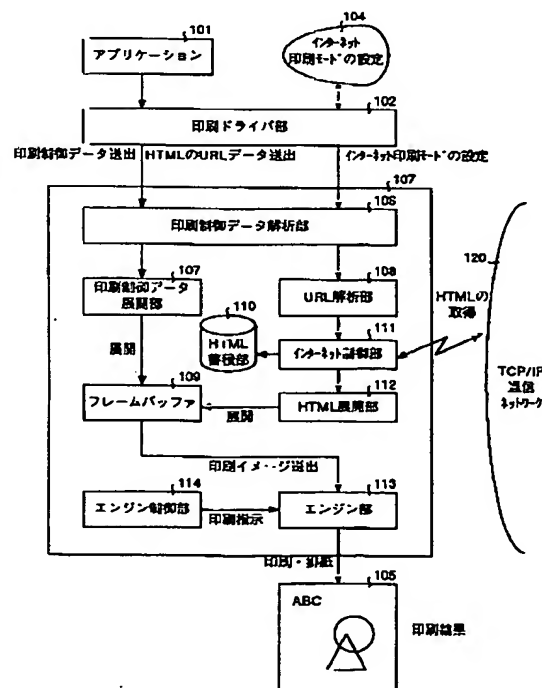 101
アプリケーション
104
インターネット
印刷モードの設定
102
印刷ドライバ部
印刷制御データ送出 HTMLのURLデータ送出 インターネット印刷モードの設定
107
106
印刷制御データ解析部
107
印刷制御データ
展開部
108
URL解析部
120
HTMLの
取得
110
HTML
蓄積部
111
インターネット制御部
展開
109
フレームバッファ
展開
112
HTML展開部
TCP/IP
通信
ネットワーク
印刷イメージ送出
114
エンジン制御部
印刷指示
113
エンジン部
印刷・排紙
105
ABC
印刷結果